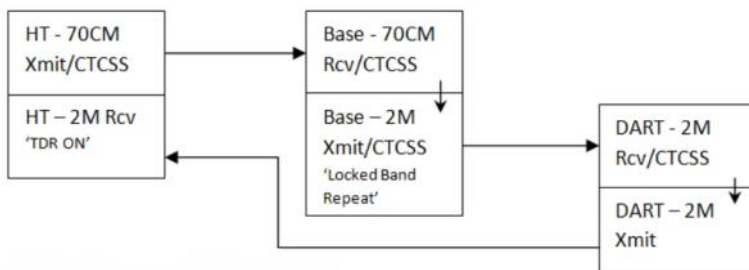 HT - 70CM
Xmit/CTCSS
HT – 2M Rcv
‘TDR ON’
Base - 70CM
Rcv/CTCSS
Base – 2M
Xmit/CTCSS
‘Locked Band
Repeat’
DART - 2M
Rcv/CTCSS
DART – 2M
Xmit